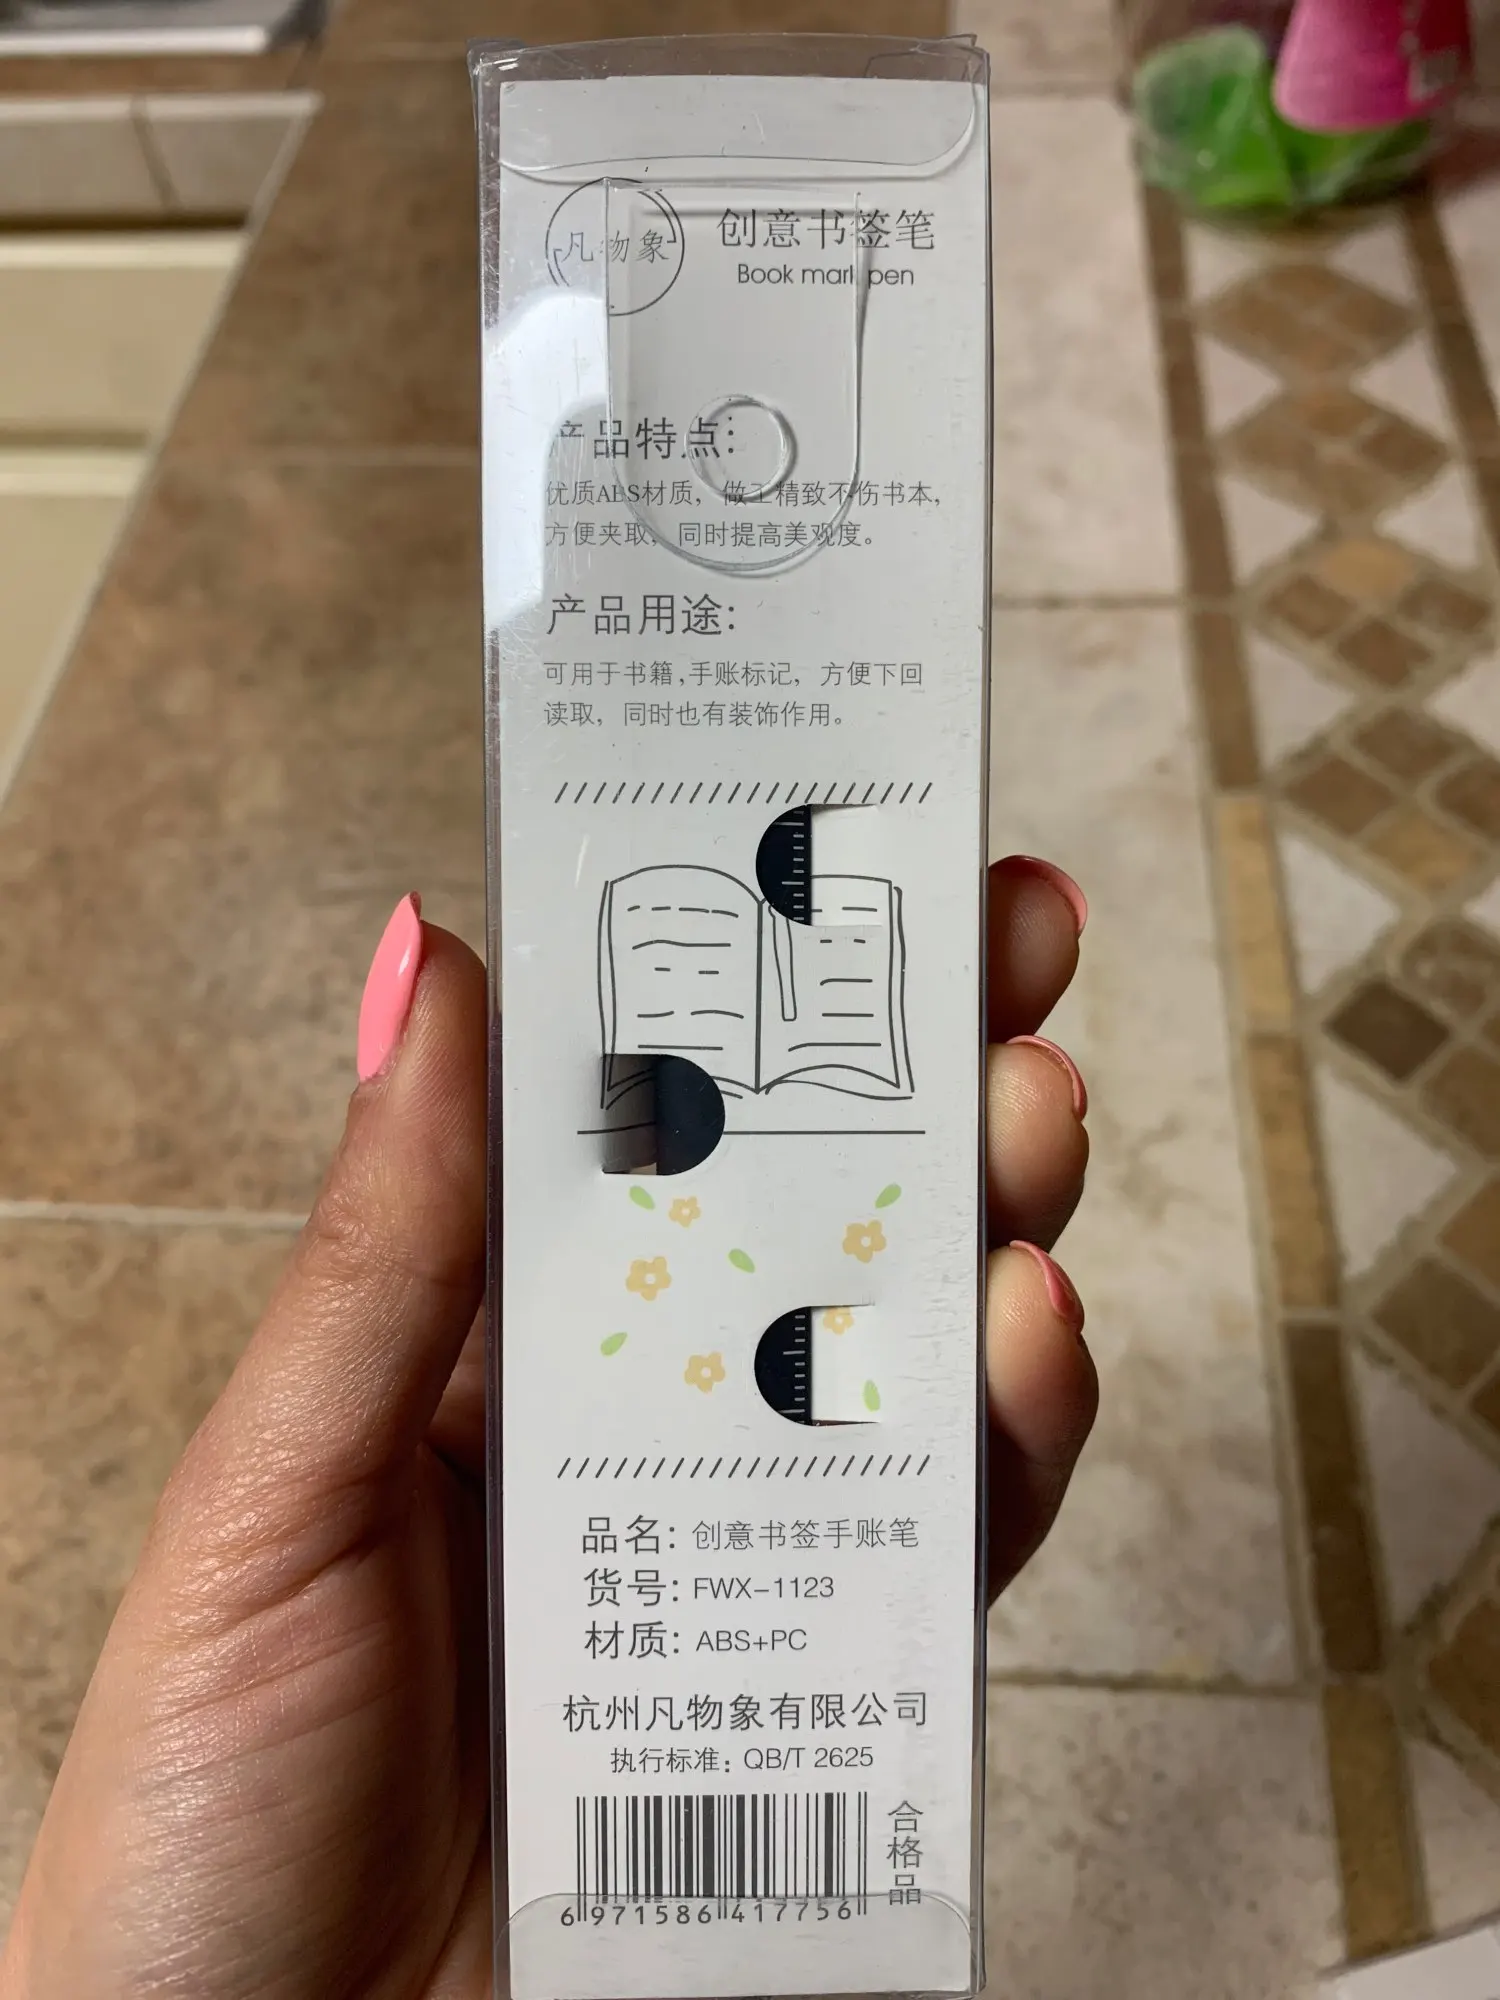 凡物象
创意书签笔
Book mark pen
产品特点:
优质ABS材质，做工精致不伤书本，
方便夹取，同时提高美观度。
产品用途:
可用于书籍,手账标记，方便下回
读取，同时也有装饰作用。
品名: 创意书签手账笔
货号: FWX-1123
材质: ABS+PC
杭州凡物象有限公司
执行标准: QB/T 2625
合格品
6 971586 417756